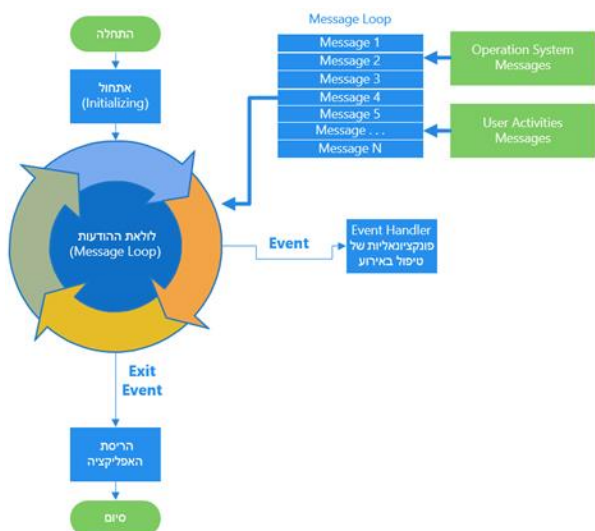 התחלה
אתחול
(Initializing)
לולאת ההודעות
(Message Loop)
Exit
Event
הריסת
האפליקציה
סיום
Event
Event Handler
פונקציונאליות של
טיפול באירוע
Message Loop
Message 1
Message 2
Message 3
Message 4
Message 5
Message . . .
Message N
Operation System
Messages
User Activities
Messages